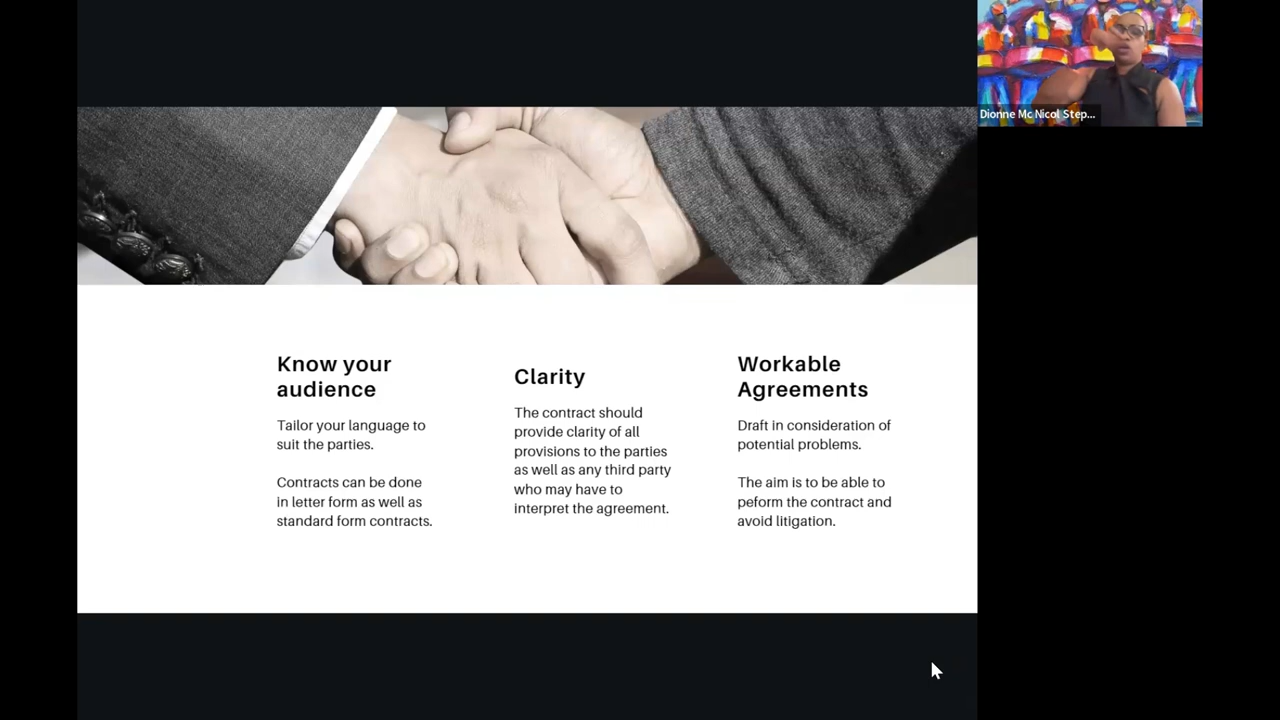 Dionne Mc Nicol Step...
Know your
audience
Tailor your language to
suit the parties.
Contracts can be done
in letter form as well as
standard form contracts.
Clarity
The contract should
provide clarity of all
provisions to the parties
as well as any third party
who may have to
interpret the agreement.
Workable
Agreements
Draft in consideration of
potential problems.
The aim is to be able to
peform the contract and
avoid litigation.